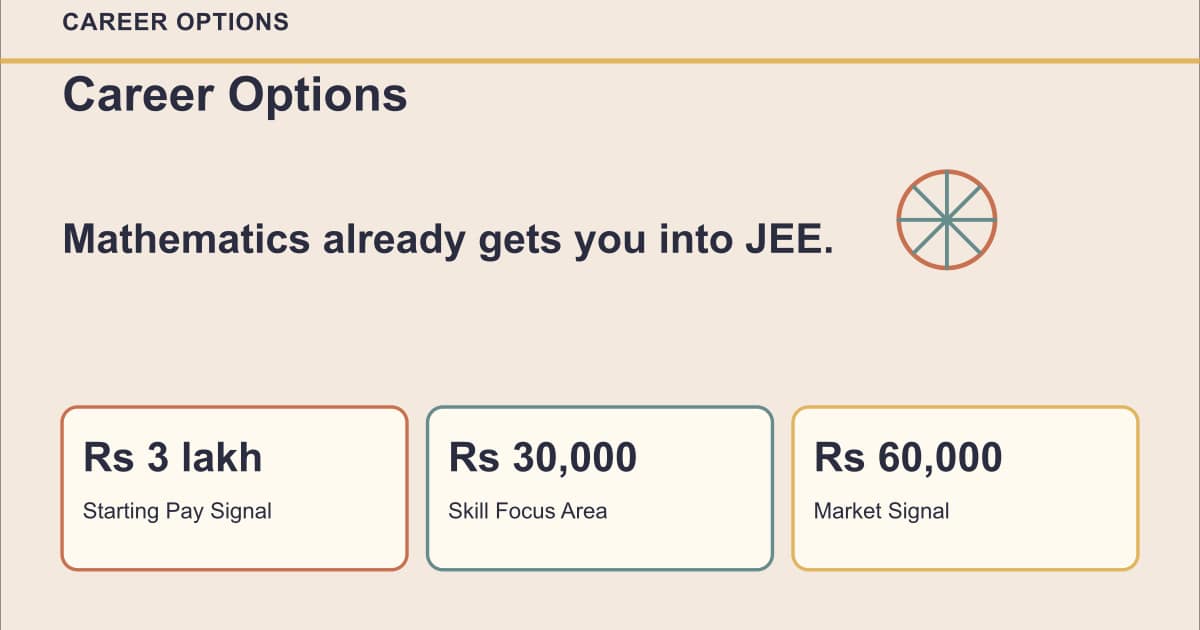 CAREER OPTIONS
Career Options
Mathematics already gets you into JEE.
Rs 3 lakh
Starting Pay Signal
Rs 30,000
Skill Focus Area
Rs 60,000
Market Signal